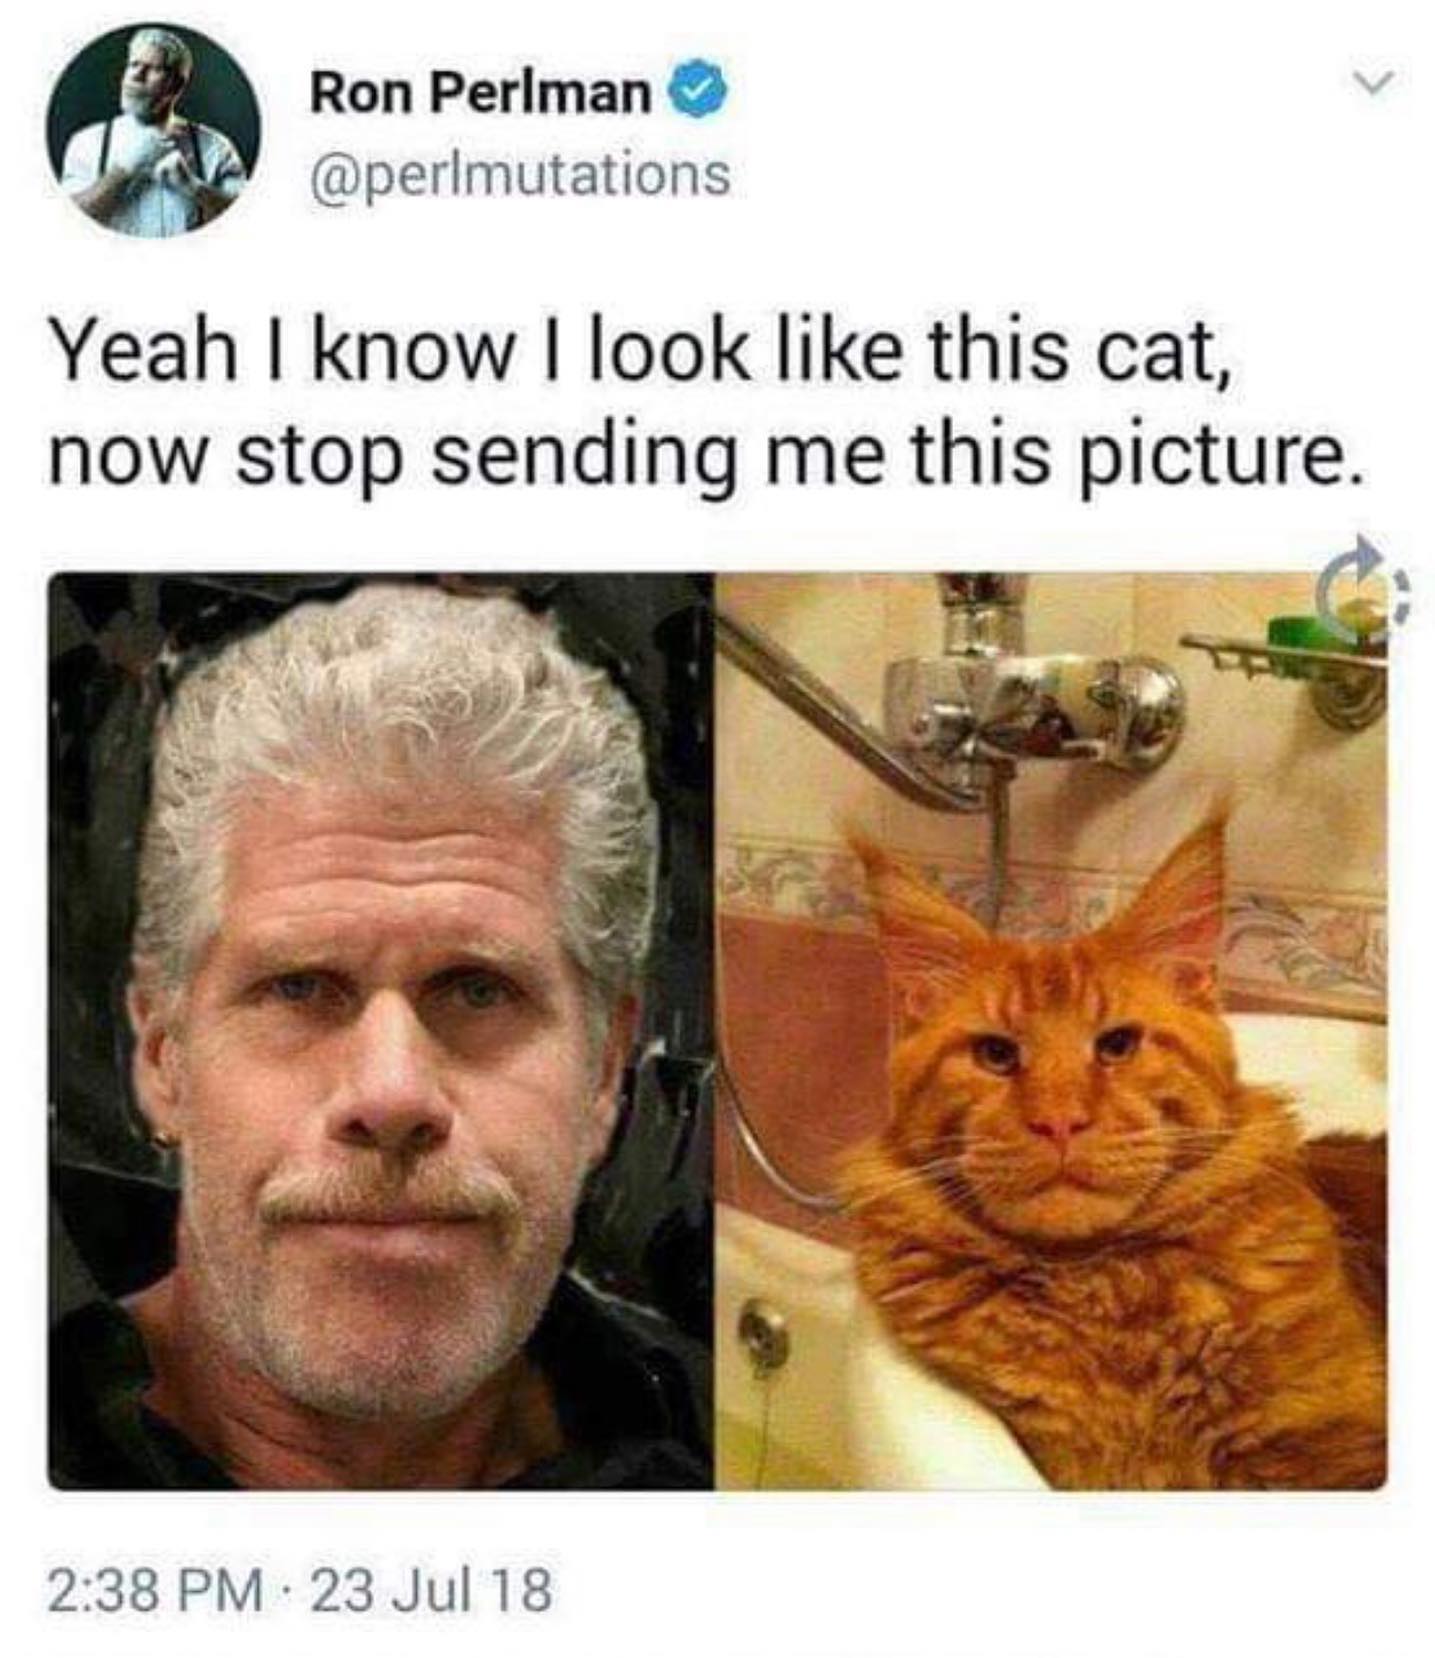 Ron Perlman
@perlmutations
Yeah I know I look like this cat,
now stop sending me this picture.
2:38 PM · 23 Jul 18